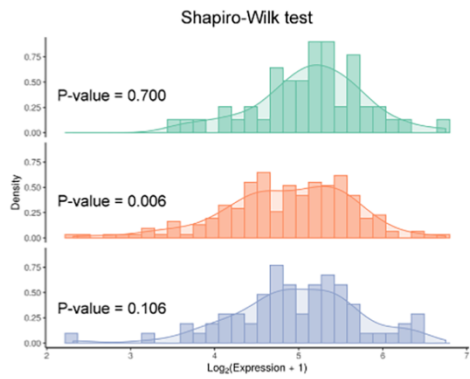 Shapiro-Wilk test
0.75
0.50
0.25
0.00
P-value = 0.700
0.75
0.50
0.25
0.00
P-value = 0.006
0.75
0.50
0.25
0.00
P-value = 0.106
Density
2 3 4 5 6 7
Log₂(Expression + 1)